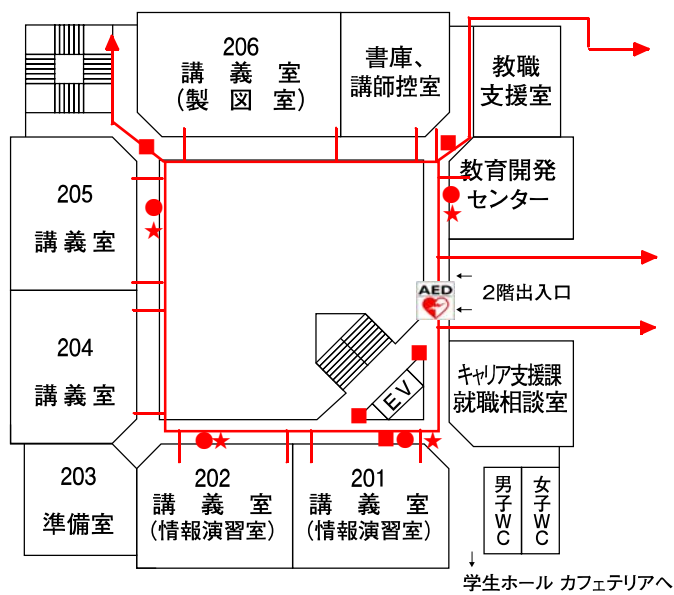 206
講義室
(製図室)
書庫、
講師控室
教職
支援室
205
講義室
教育開発
センター
AED
2階出入口
204
講義室
キャリア支援課
就職相談室
EV
203
準備室
202
講義室
(情報演習室)
201
講義室
(情報演習室)
男子WC
女子WC
学生ホール カフェテリアへ